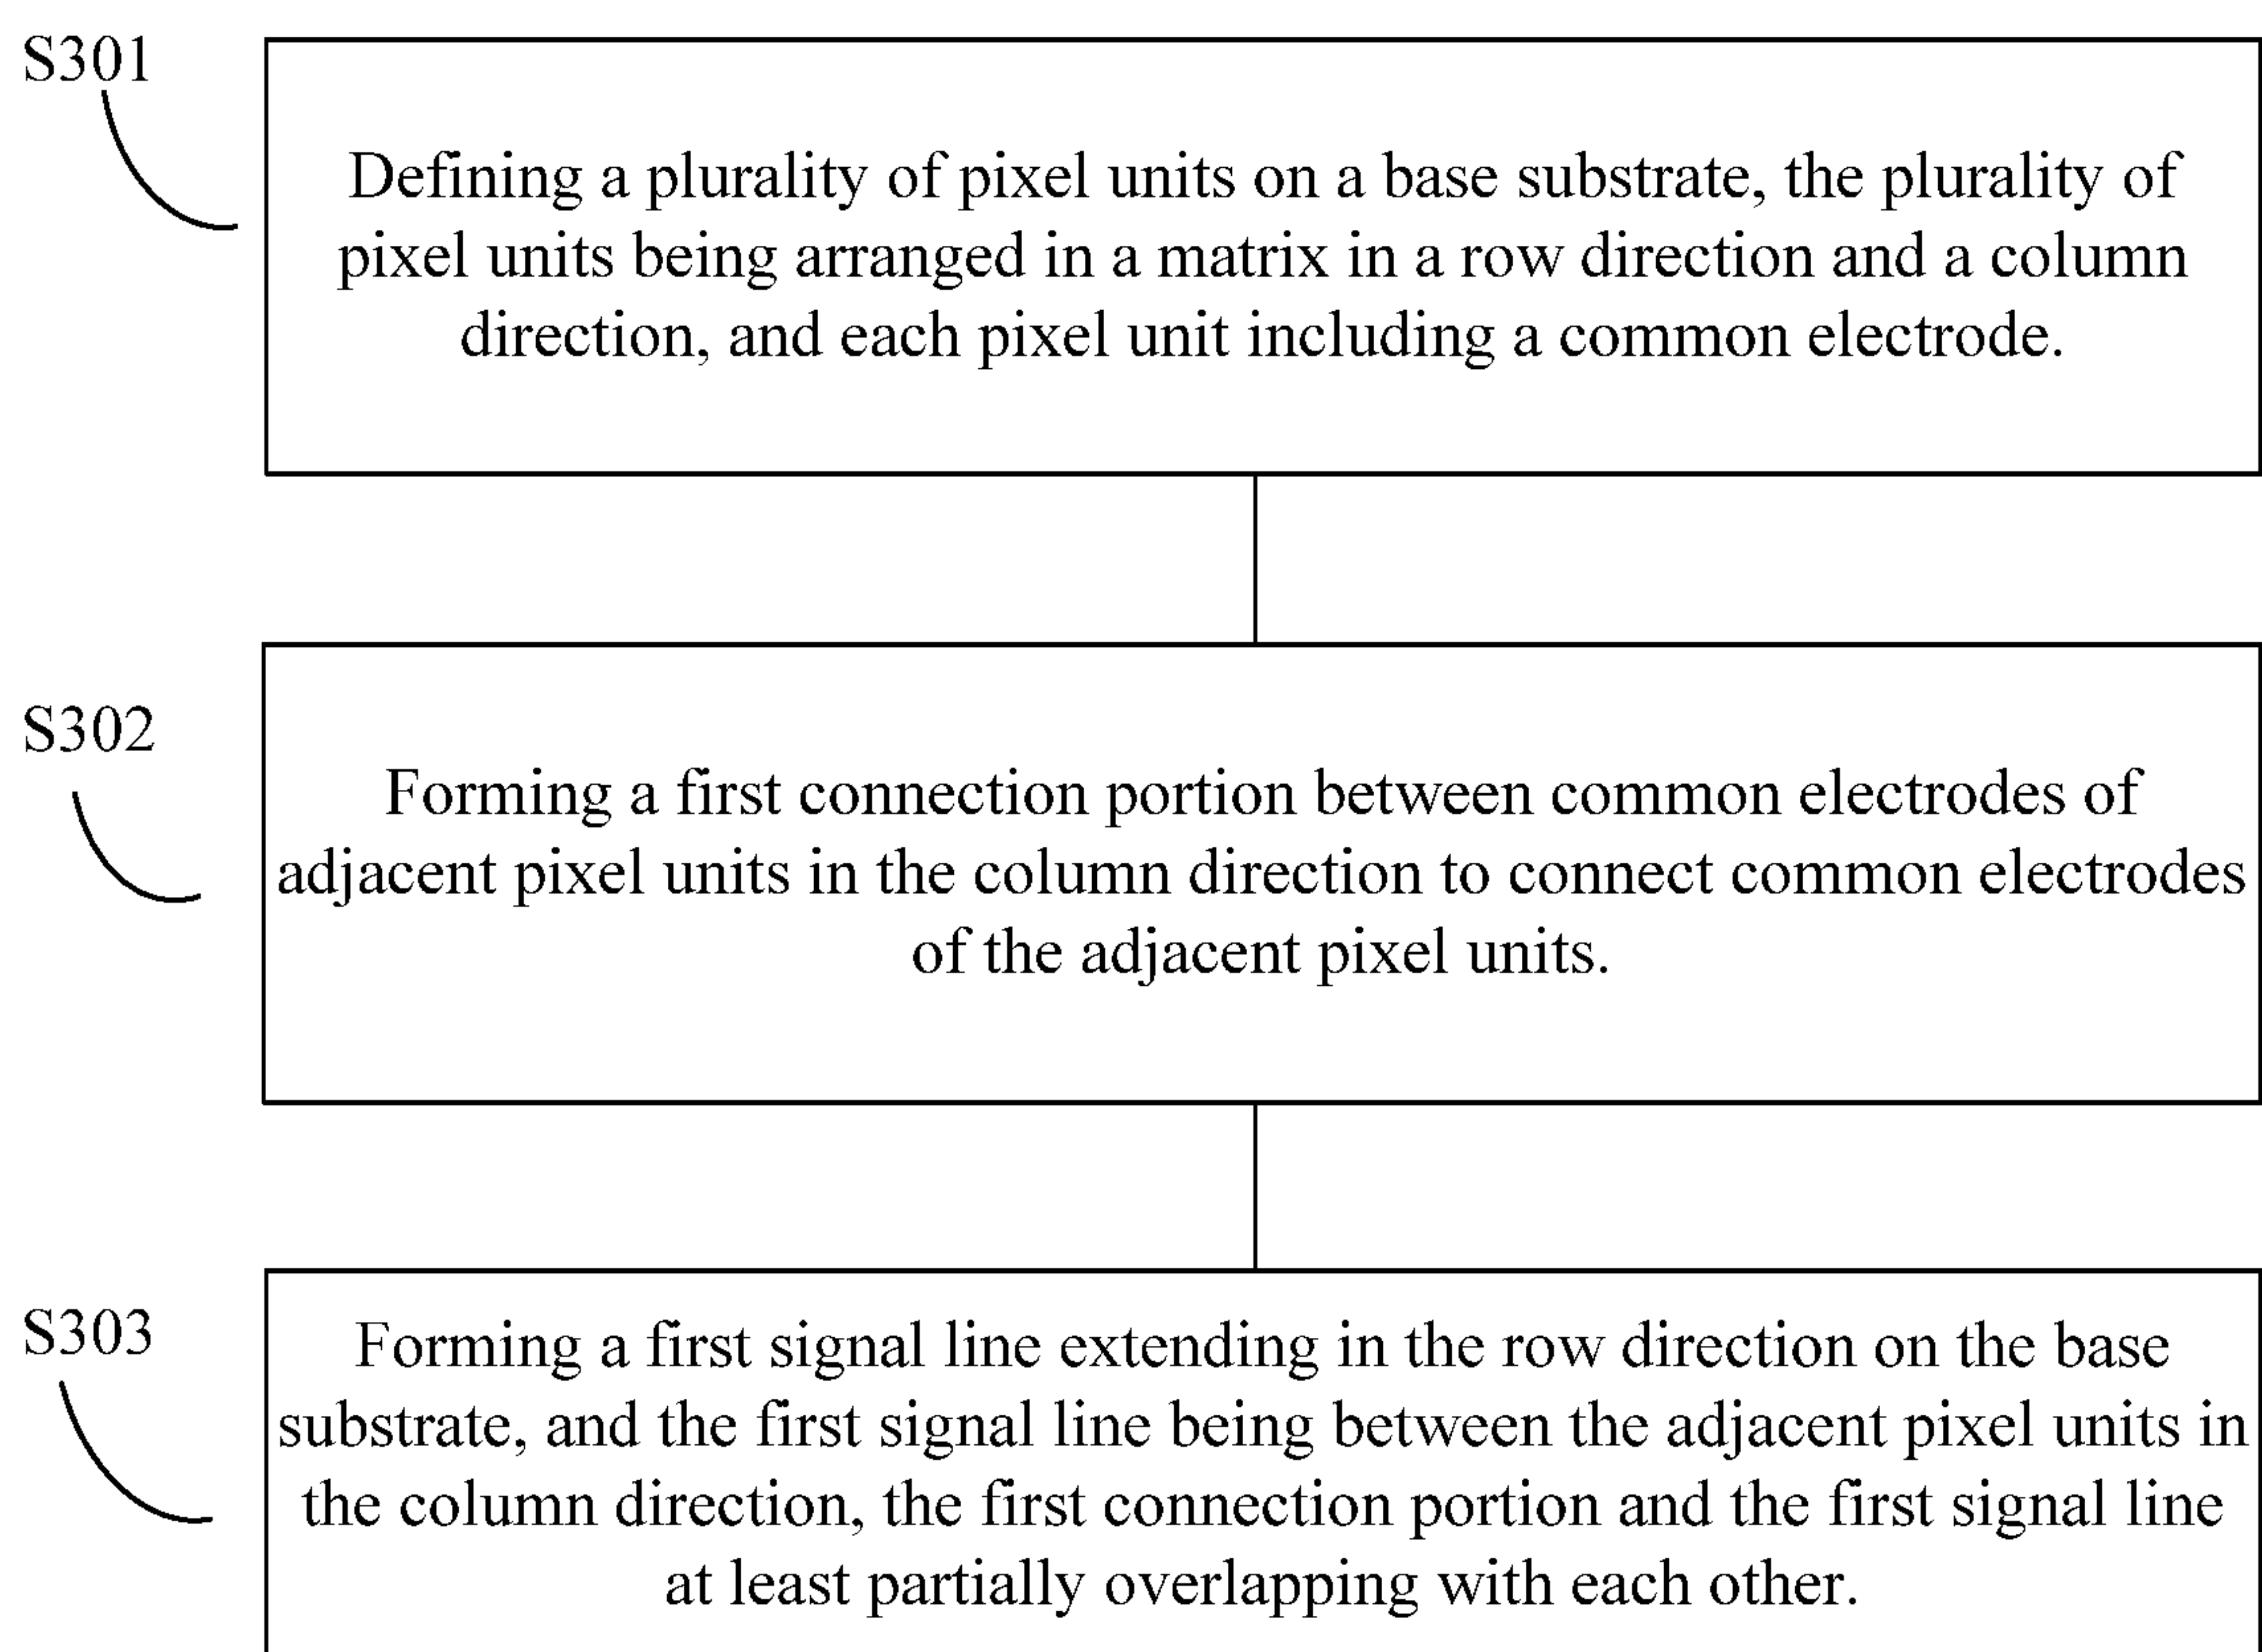 S301
Defining a plurality of pixel units on a base substrate, the plurality of
pixel units being arranged in a matrix in a row direction and a column
direction, and each pixel unit including a common electrode.
S302
Forming a first connection portion between common electrodes of
adjacent pixel units in the column direction to connect common electrodes
of the adjacent pixel units.
S303
Forming a first signal line extending in the row direction on the base
substrate, and the first signal line being between the adjacent pixel units in
the column direction, the first connection portion and the first signal line
at least partially overlapping with each other.